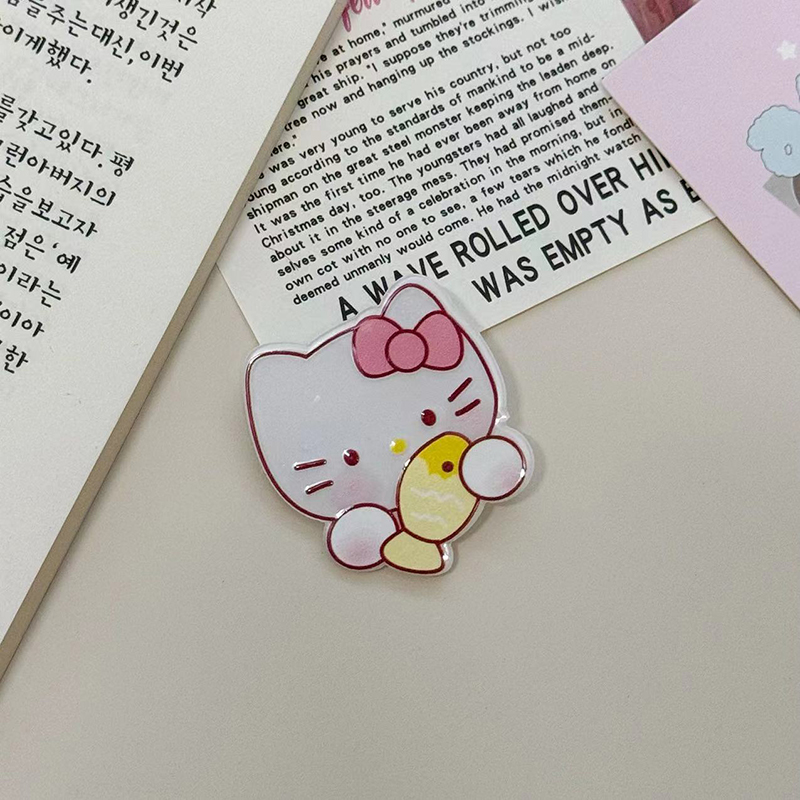 생긴것은
주는대신, 이번
이게했다.
를갖고있다. 평
런아버지의
습을보고자
점은 '예
이라는
이아
한
e at home," murmured
his prayers and tumbled into
great ship. "I suppose they're trimming
tree now and hanging up the stockings. I wis
ere."
was very young to serve his country, but not too
oung according to the standards of mankind to be a mid-
shipman on the great steel monster keeping the leaden deep.
It was the first time he had ever been away from home on
Christmas day, too. The youngsters had all laughed and
about it in the steerage mess. They had promised them-
selves some kind of a celebration in the morning, but in
own cot with no one to see, a few tears which he fond
deemed unmanly would come. He had the midnight watch
A WAVE ROLLED OVER HI
WAS EMPTY AS